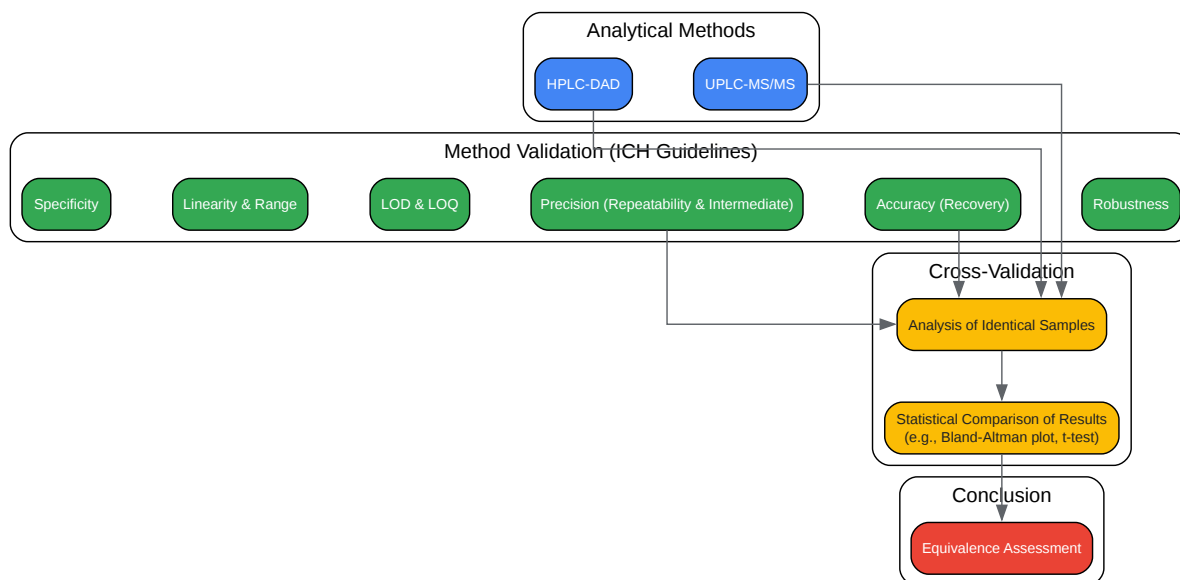 Analytical Methods
HPLC-DAD
UPLC-MS/MS
Method Validation (ICH Guidelines)
Specificity
Linearity & Range
LOD & LOQ
Precision (Repeatability & Intermediate)
Accuracy (Recovery)
Robustness
Cross-Validation
Analysis of Identical Samples
Statistical Comparison of Results
(e.g., Bland-Altman plot, t-test)
Conclusion
Equivalence Assessment